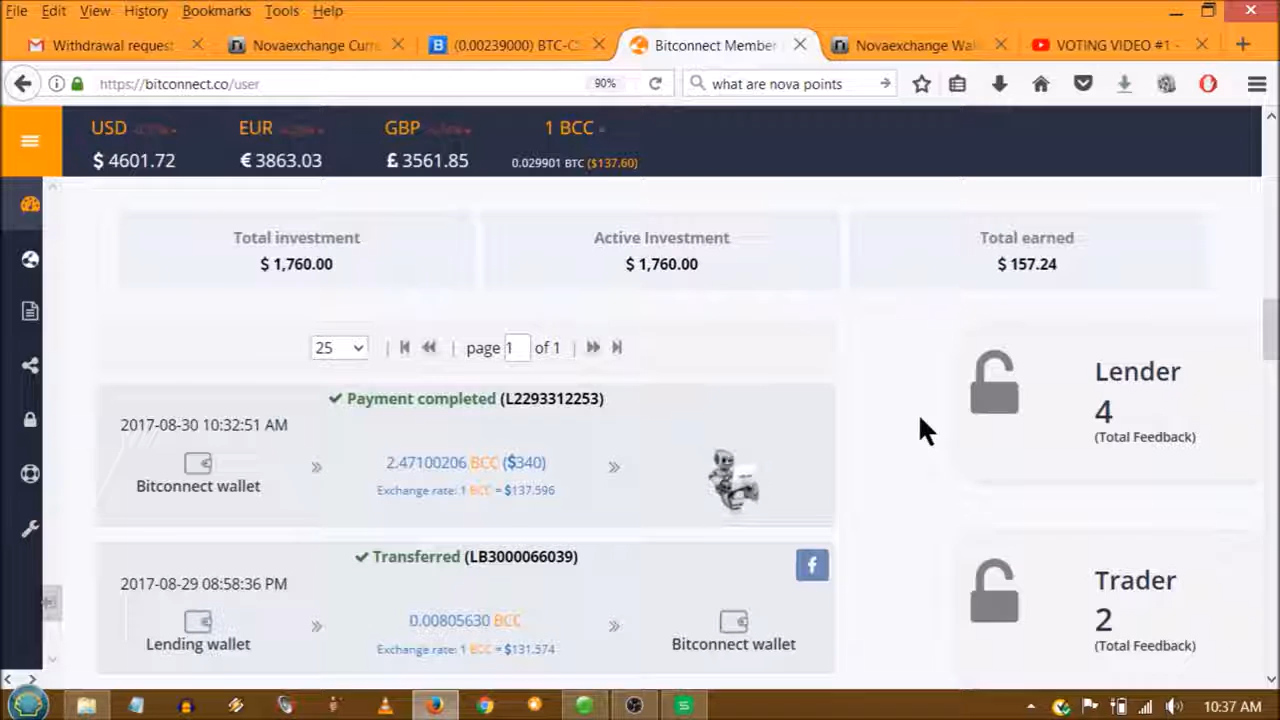 File Edit View History Bookmarks Tools Help
Withdrawal request
Novaexchange Curr
(0.00239000) BTC-C
Bitconnect Member
Novaexchange Wa
VOTING VIDEO #1 -
https://bitconnect.co/user
90%
what are nova points
USD
EUR
GBP
1 BCC =
$ 4601.72
€ 3863.03
£ 3561.85
0.029901 BTC ($137.60)
Total investment
$ 1,760.00
Active Investment
$ 1,760.00
Total earned
$ 157.24
25 | | page 1 of 1 |
Payment completed (L2293312253)
2017-08-30 10:32:51 AM
Bitconnect wallet
2.47100206 BCC ($340)
Exchange rate: 1 BCC = $137.596
Lender
4
(Total Feedback)
Transferred (LB3000066039)
2017-08-29 08:58:36 PM
Lending wallet
0.00805630 BCC
Exchange rate: 1 BCC = $131.574
Bitconnect wallet
Trader
2
(Total Feedback)
10:37 AM